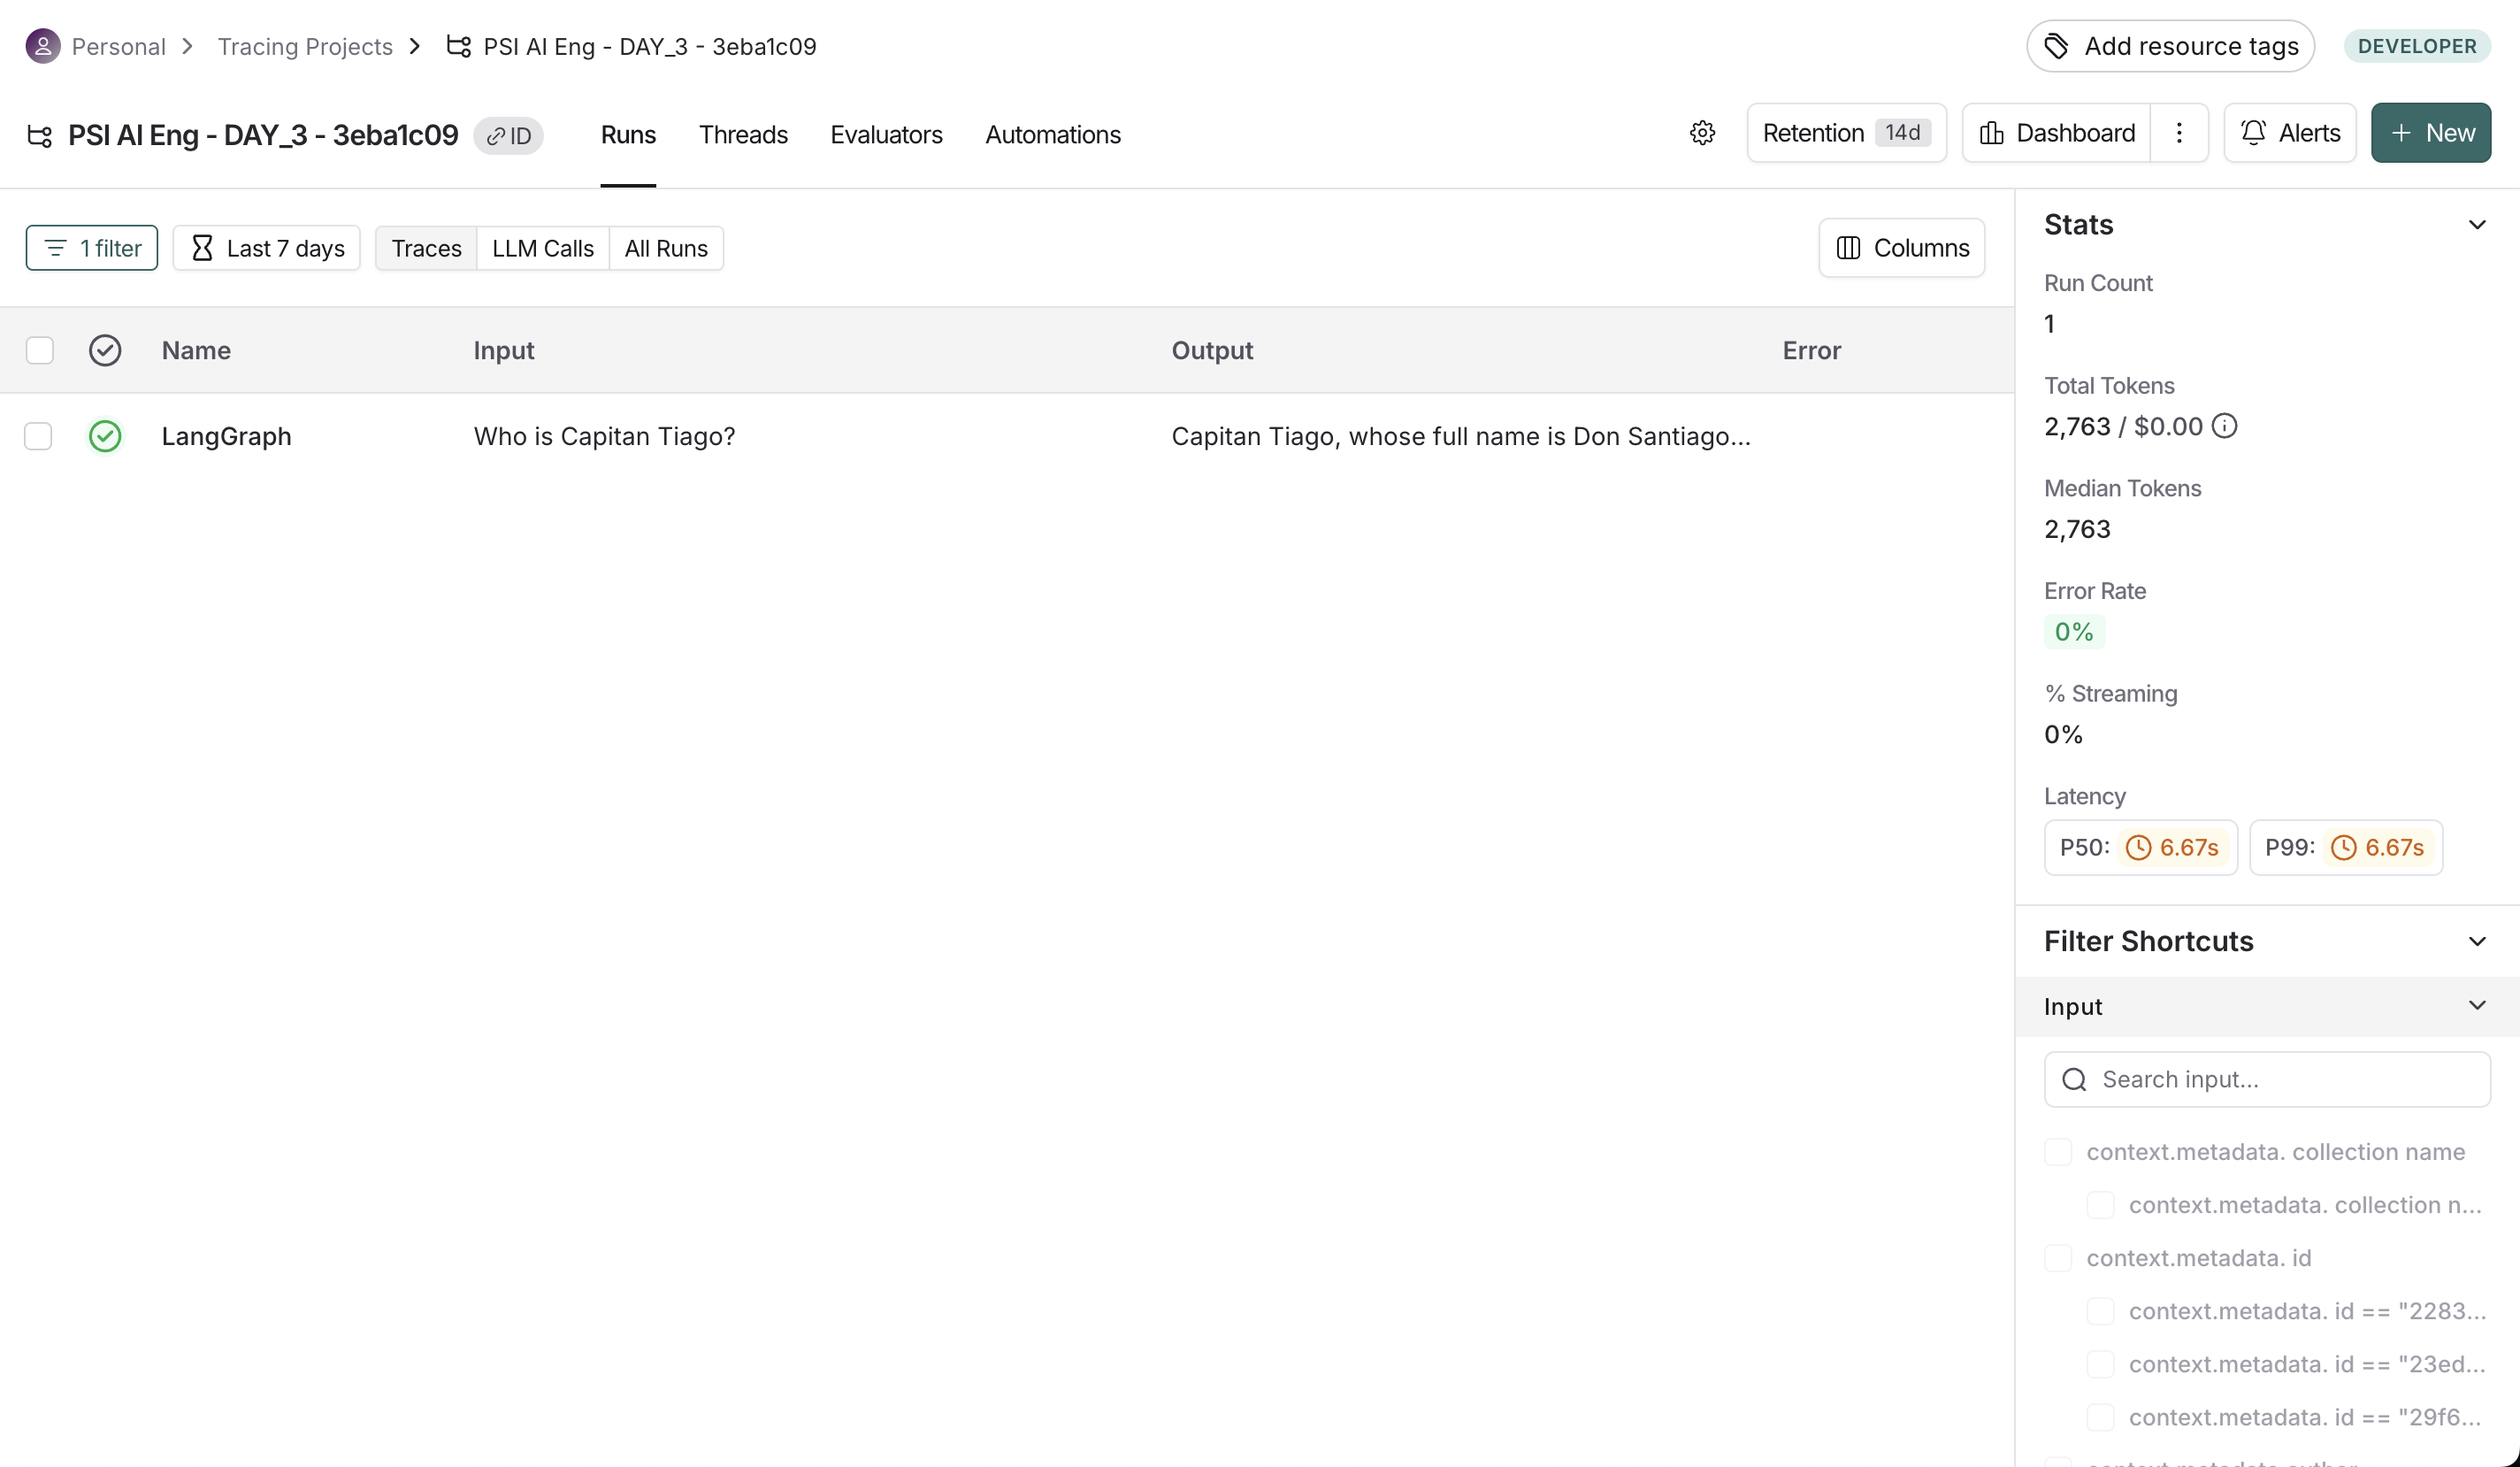 Personal > Tracing Projects > PSI AI Eng - DAY_3 - 3eba1c09
Add resource tags
DEVELOPER
PSI AI Eng - DAY_3 - 3eba1c09 ID
Runs Threads Evaluators Automations
Retention 14d
Dashboard
Alerts
+ New
1 filter
Last 7 days
Traces LLM Calls All Runs
Columns
Name Input Output Error
LangGraph Who is Capitan Tiago? Capitan Tiago, whose full name is Don Santiago...
Stats
Run Count
1
Total Tokens
2,763 / $0.00
Median Tokens
2,763
Error Rate
0%
% Streaming
0%
Latency
P50: 6.67s P99: 6.67s
Filter Shortcuts
Input
Search input...
context.metadata. collection name
context.metadata. collection n...
context.metadata. id
context.metadata. id == "2283...
context.metadata. id == "23ed...
context.metadata. id == "29f6...